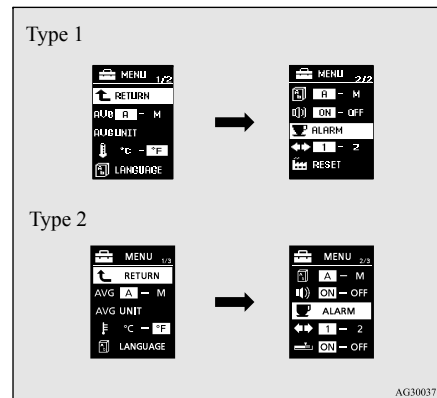 Type 1
MENU 1/2
RETURN
AVG A - M
AVG UNIT
°C - °F
LANGUAGE
MENU 2/2
A - M
ON - OFF
ALARM
1 - 2
RESET
Type 2
MENU 1/3
RETURN
AVG A - M
AVG UNIT
°C - °F
LANGUAGE
MENU 2/3
A - M
ON - OFF
ALARM
1 - 2
ON - OFF
AG30037